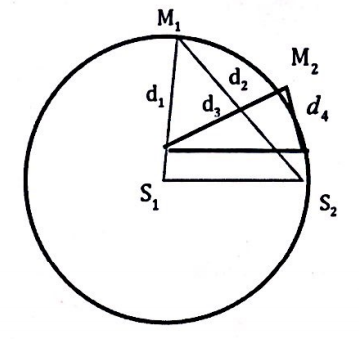 M₁
M₂
d₁
d₂
d₃
d₄
S₁
S₂